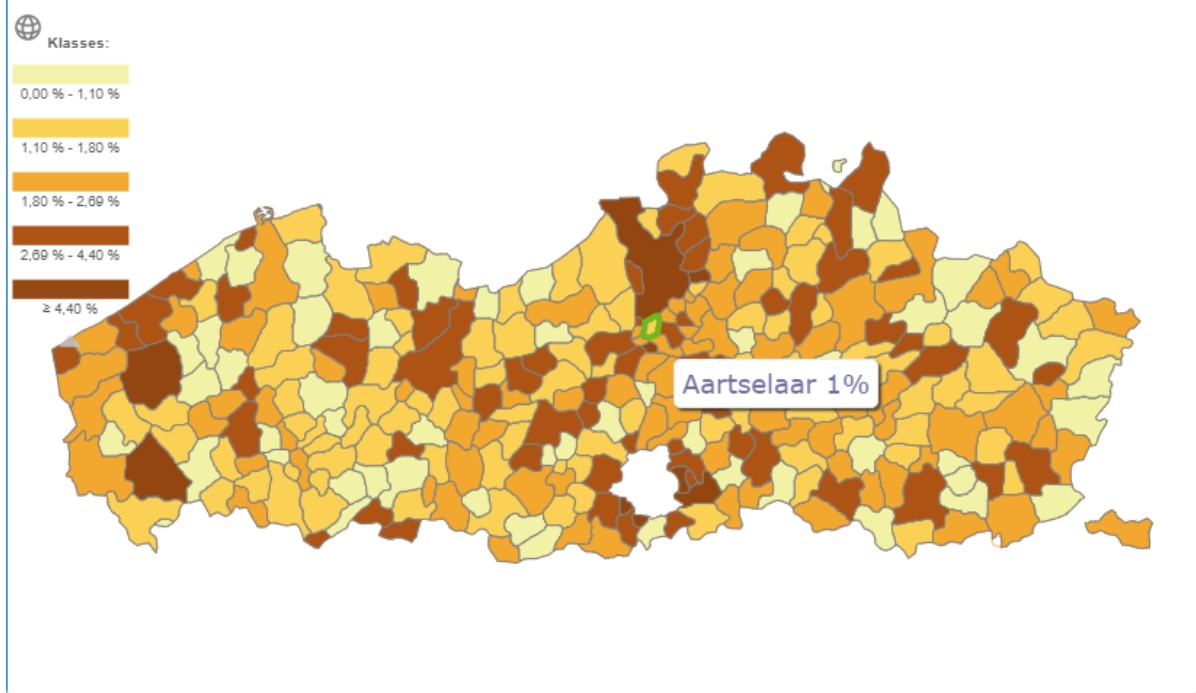 Klasses:
0,00 % - 1,10 %
1,10 % - 1,80 %
1,80 % - 2,69 %
2,69 % - 4,40 %
≥ 4,40 %
Aartselaar 1%